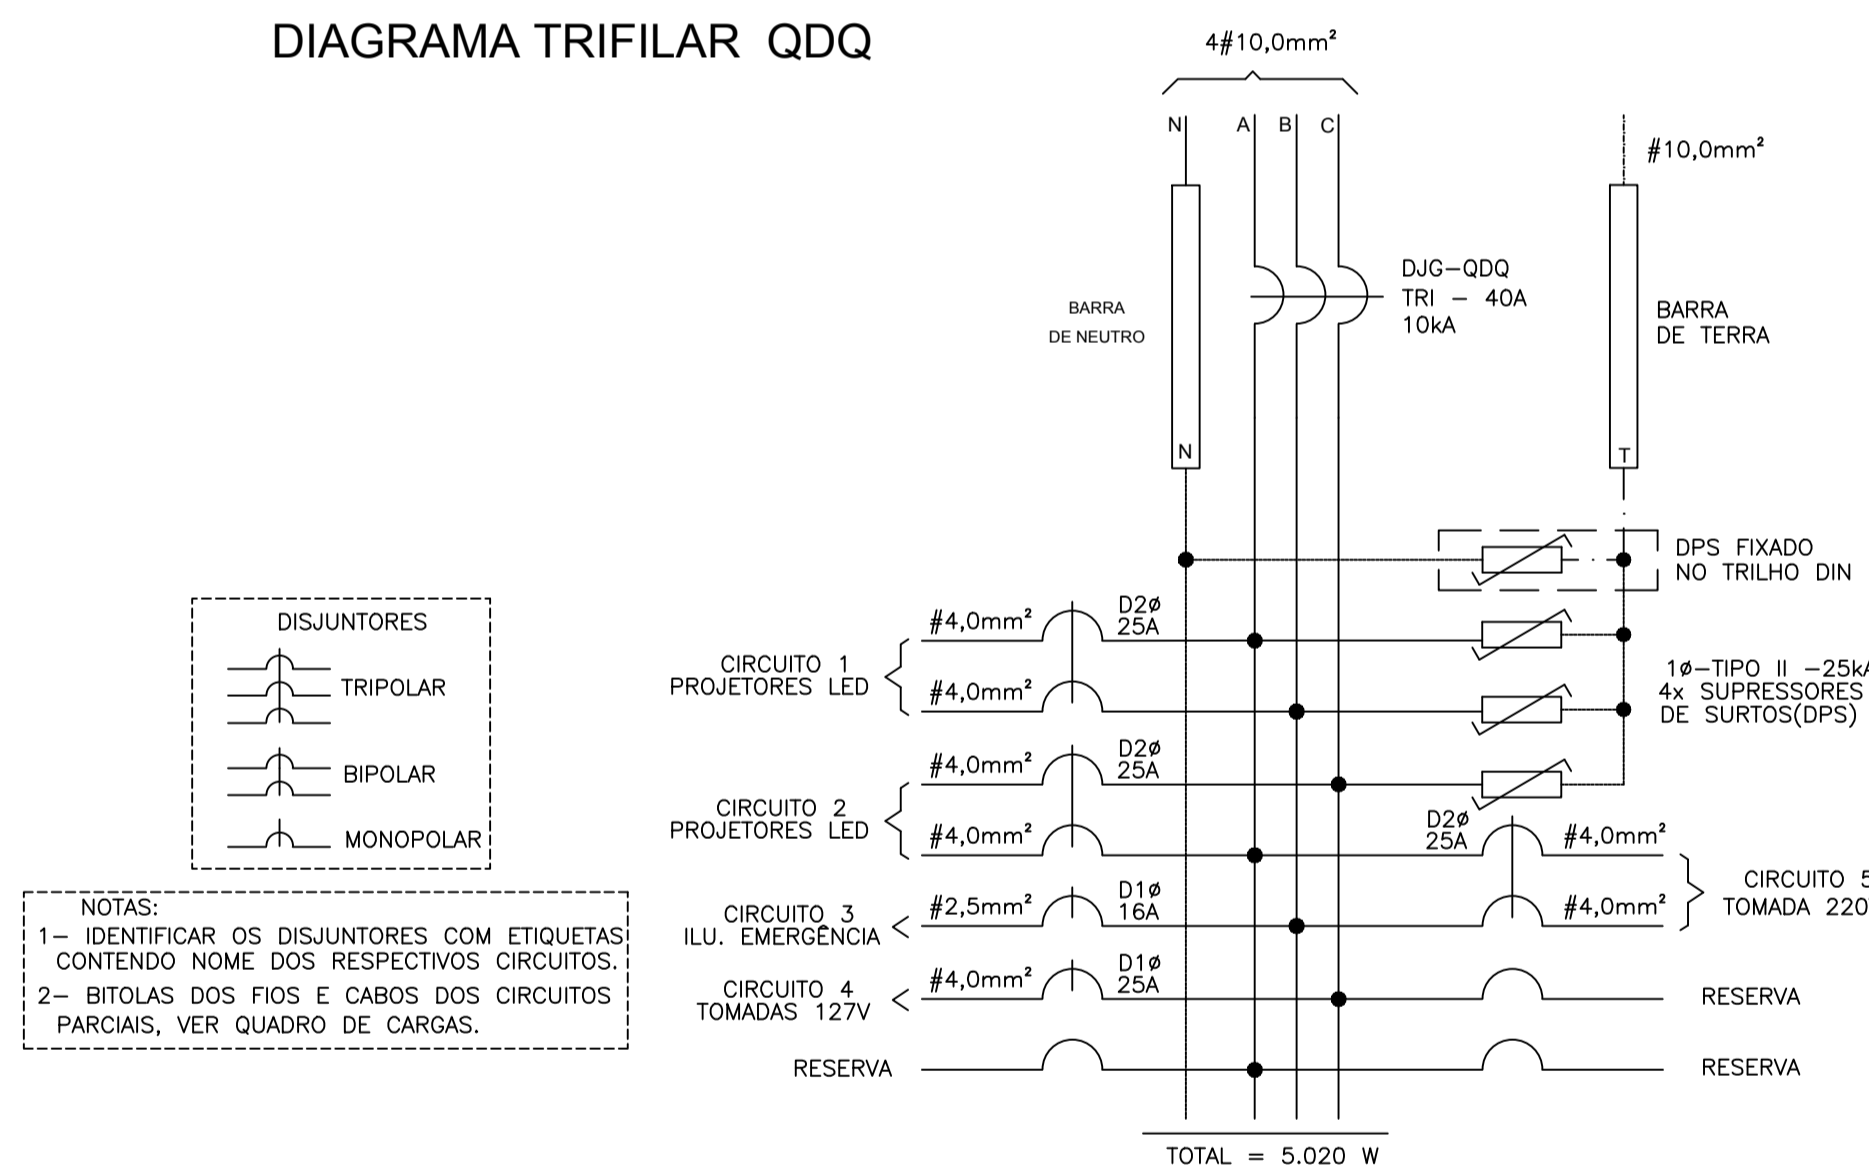 DIAGRAMA TRIFILAR QDQ
4#10,0mm²
N A B C
#10,0mm²
DJG-QDQ
TRI - 40A
10kA
BARRA
DE NEUTRO
BARRA
DE TERRA
N
T
DPS FIXADO
NO TRILHO DIN
1ø-TIPO II -25kA
4x SUPRESSORES
DE SURTOS(DPS)
DISJUNTORES
TRIPOLAR
BIPOLAR
MONOPOLAR
NOTAS:
1- IDENTIFICAR OS DISJUNTORES COM ETIQUETAS
CONTENDO NOME DOS RESPECTIVOS CIRCUITOS.
2- BITOLAS DOS FIOS E CABOS DOS CIRCUITOS
PARCIAIS, VER QUADRO DE CARGAS.
CIRCUITO 1
PROJETORES LED
#4,0mm²
#4,0mm²
D2ø
25A
CIRCUITO 2
PROJETORES LED
#4,0mm²
#4,0mm²
D2ø
25A
CIRCUITO 3
ILU. EMERGÊNCIA
#2,5mm²
D1ø
16A
CIRCUITO 4
TOMADAS 127V
#4,0mm²
D1ø
25A
RESERVA
D2ø
25A
#4,0mm²
#4,0mm²
CIRCUITO 5
TOMADA 220
RESERVA
RESERVA
TOTAL = 5.020 W